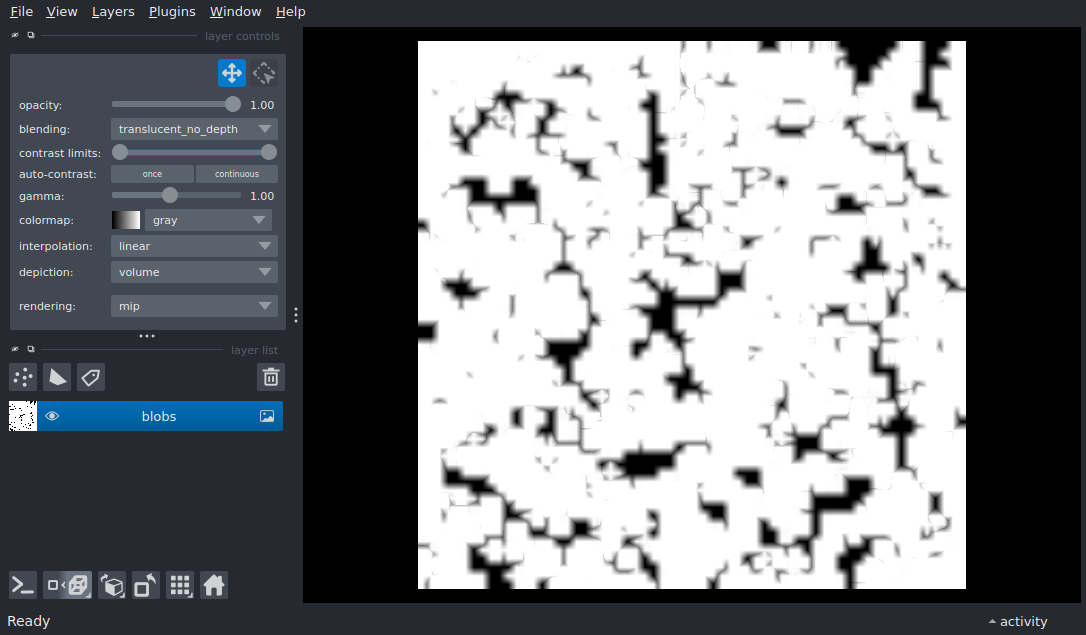 File View Layers Plugins Window Help
layer controls
opacity: 1.00
blending: translucent_no_depth
contrast limits:
auto-contrast: once continuous
gamma: 1.00
colormap: gray
interpolation: linear
depiction: volume
rendering: mip
layer list
blobs
Ready activity